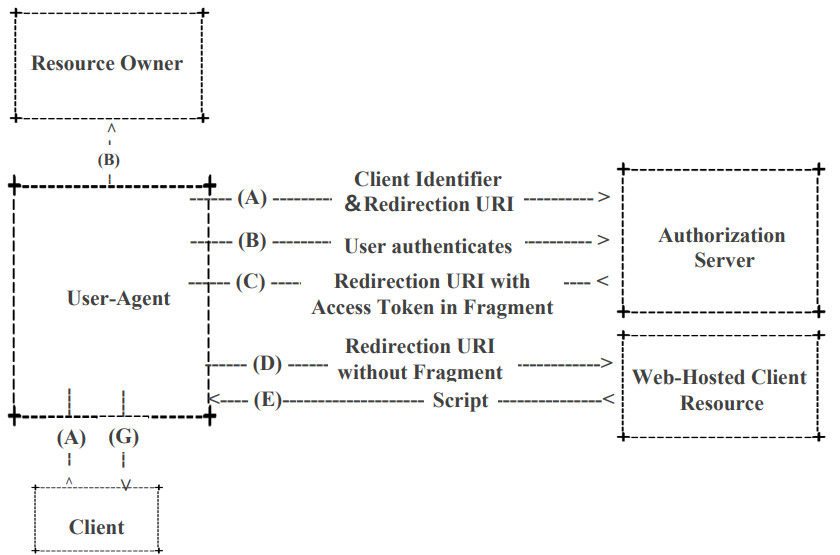 Resource Owner
(B)
(A)
Client Identifier
&Redirection URI
(B)
User authenticates
Authorization
Server
User-Agent
(C)
Redirection URI with
Access Token in Fragment
(D)
Redirection URI
without Fragment
Web-Hosted Client
Resource
(E)
Script
(A)
(G)
Client